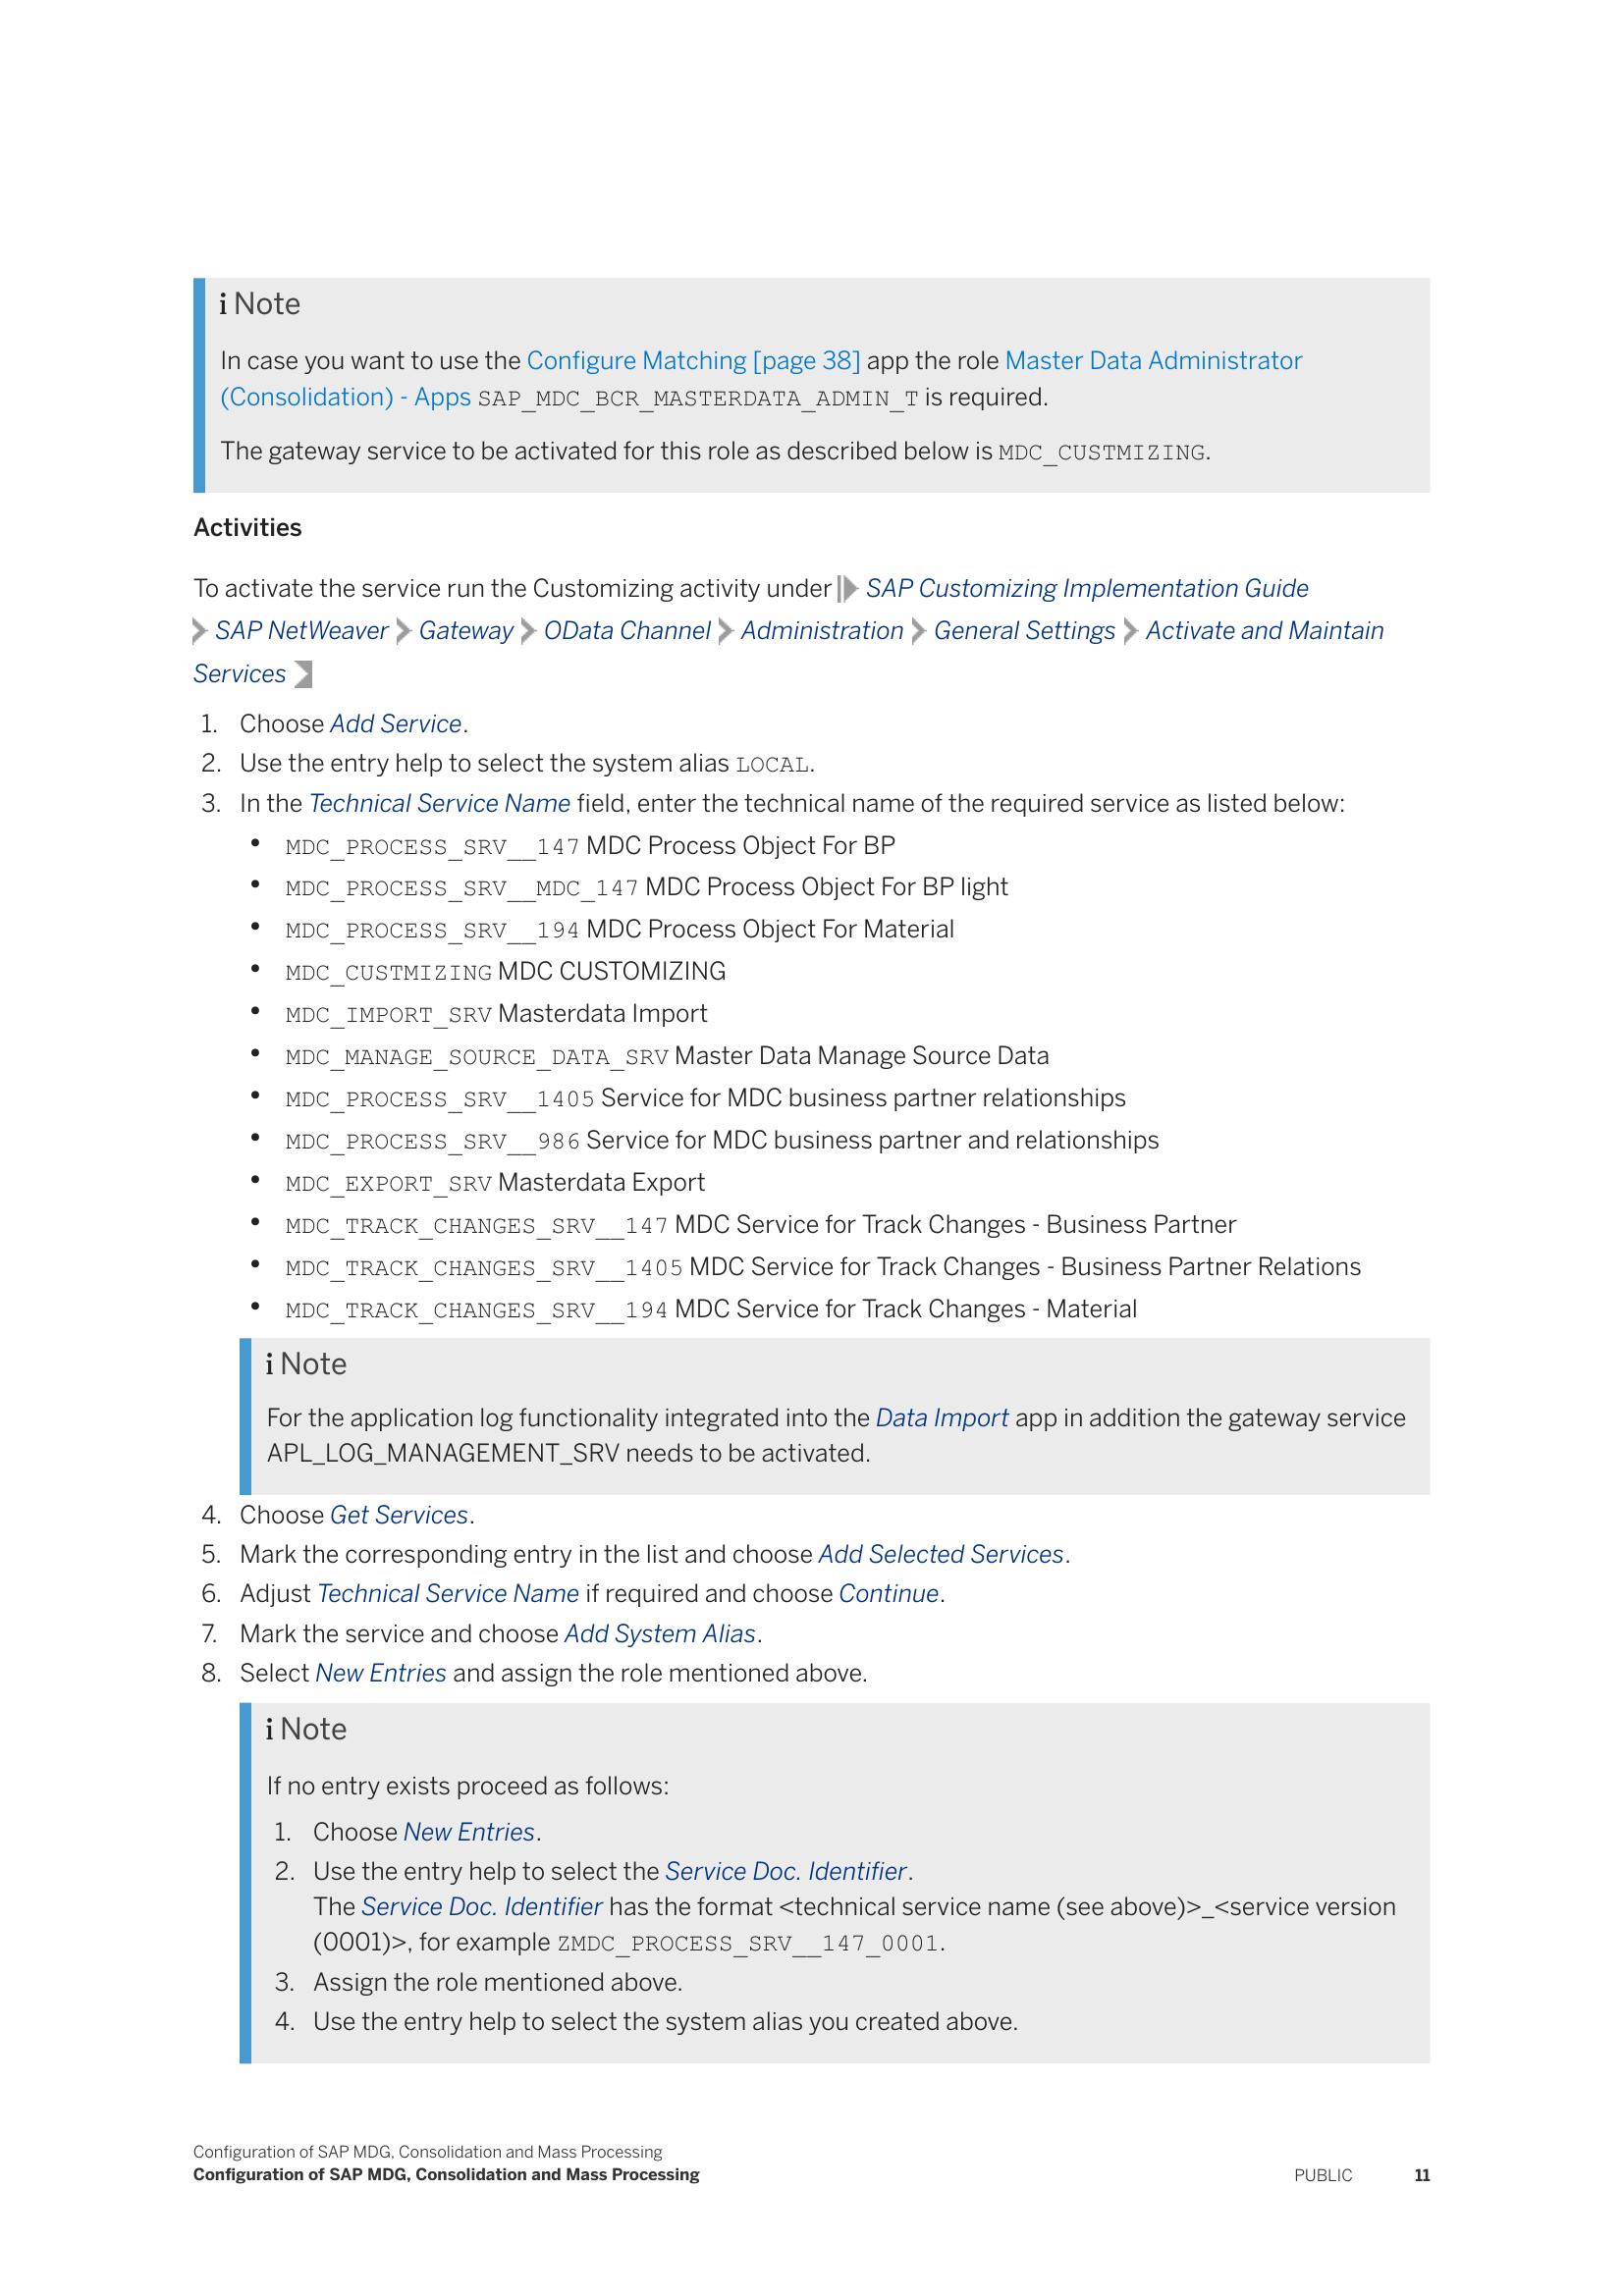 i Note
In case you want to use the Configure Matching [page 38] app the role Master Data Administrator
(Consolidation) - Apps SAP_MDC_BCR_MASTERDATA_ADMIN_T is required.
The gateway service to be activated for this role as described below is MDC_CUSTMIZING.
Activities
To activate the service run the Customizing activity under SAP Customizing Implementation Guide
SAP NetWeaver Gateway OData Channel Administration General Settings Activate and Maintain
Services
1. Choose Add Service.
2. Use the entry help to select the system alias LOCAL.
3. In the Technical Service Name field, enter the technical name of the required service as listed below:
• MDC_PROCESS_SRV__147 MDC Process Object For BP
• MDC_PROCESS_SRV__MDC_147 MDC Process Object For BP light
• MDC_PROCESS_SRV__194 MDC Process Object For Material
• MDC_CUSTMIZING MDC CUSTOMIZING
• MDC_IMPORT_SRV Masterdata Import
• MDC_MANAGE_SOURCE_DATA_SRV Master Data Manage Source Data
• MDC_PROCESS_SRV__1405 Service for MDC business partner relationships
• MDC_PROCESS_SRV__986 Service for MDC business partner and relationships
• MDC_EXPORT_SRV Masterdata Export
• MDC_TRACK_CHANGES_SRV__147 MDC Service for Track Changes - Business Partner
• MDC_TRACK_CHANGES_SRV__1405 MDC Service for Track Changes - Business Partner Relations
• MDC_TRACK_CHANGES_SRV__194 MDC Service for Track Changes - Material
i Note
For the application log functionality integrated into the Data Import app in addition the gateway service
APL_LOG_MANAGEMENT_SRV needs to be activated.
4. Choose Get Services.
5. Mark the corresponding entry in the list and choose Add Selected Services.
6. Adjust Technical Service Name if required and choose Continue.
7. Mark the service and choose Add System Alias.
8. Select New Entries and assign the role mentioned above.
i Note
If no entry exists proceed as follows:
1. Choose New Entries.
2. Use the entry help to select the Service Doc. Identifier.
The Service Doc. Identifier has the format <technical service name (see above)>_<service version
(0001)>, for example ZMDC_PROCESS_SRV__147_0001.
3. Assign the role mentioned above.
4. Use the entry help to select the system alias you created above.
Configuration of SAP MDG, Consolidation and Mass Processing
Configuration of SAP MDG, Consolidation and Mass Processing PUBLIC 11